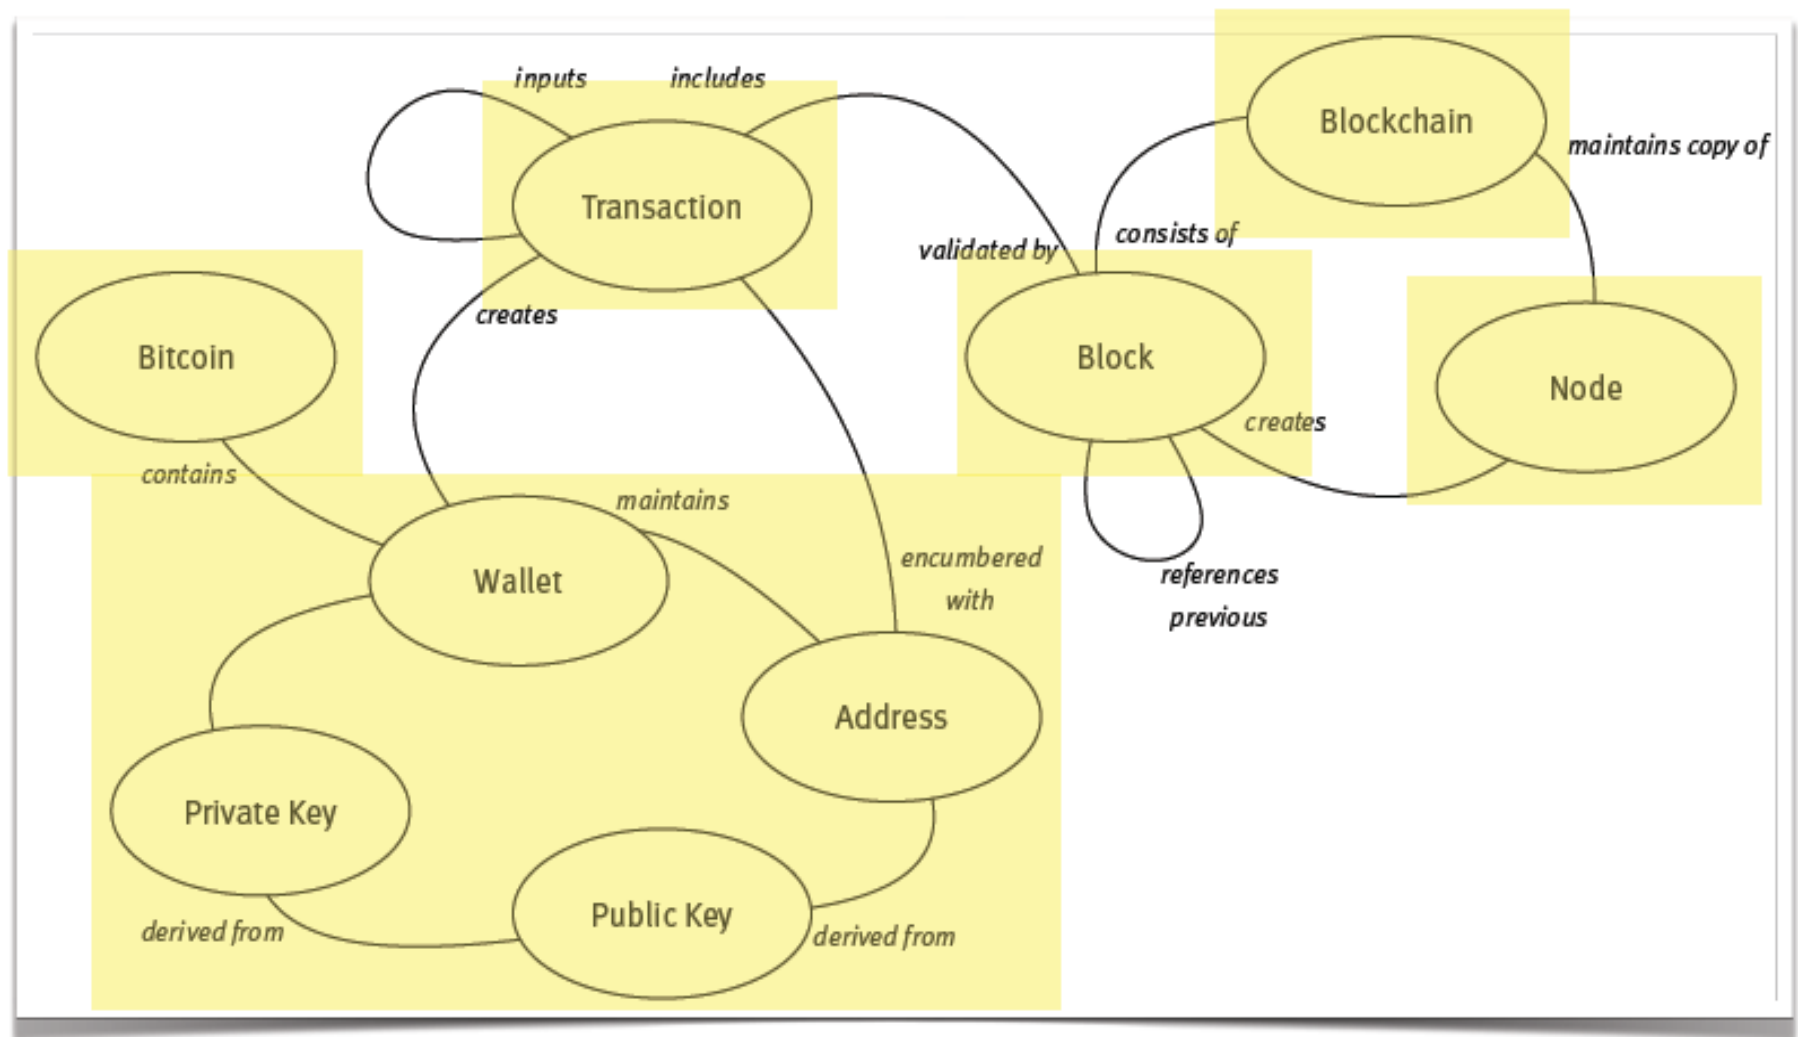 inputs
includes
Blockchain
maintains copy of
Transaction
validated by
consists of
creates
Bitcoin
Block
Node
creates
contains
maintains
encumbered
with
Wallet
references
previous
Address
Private Key
Public Key
derived from
derived from